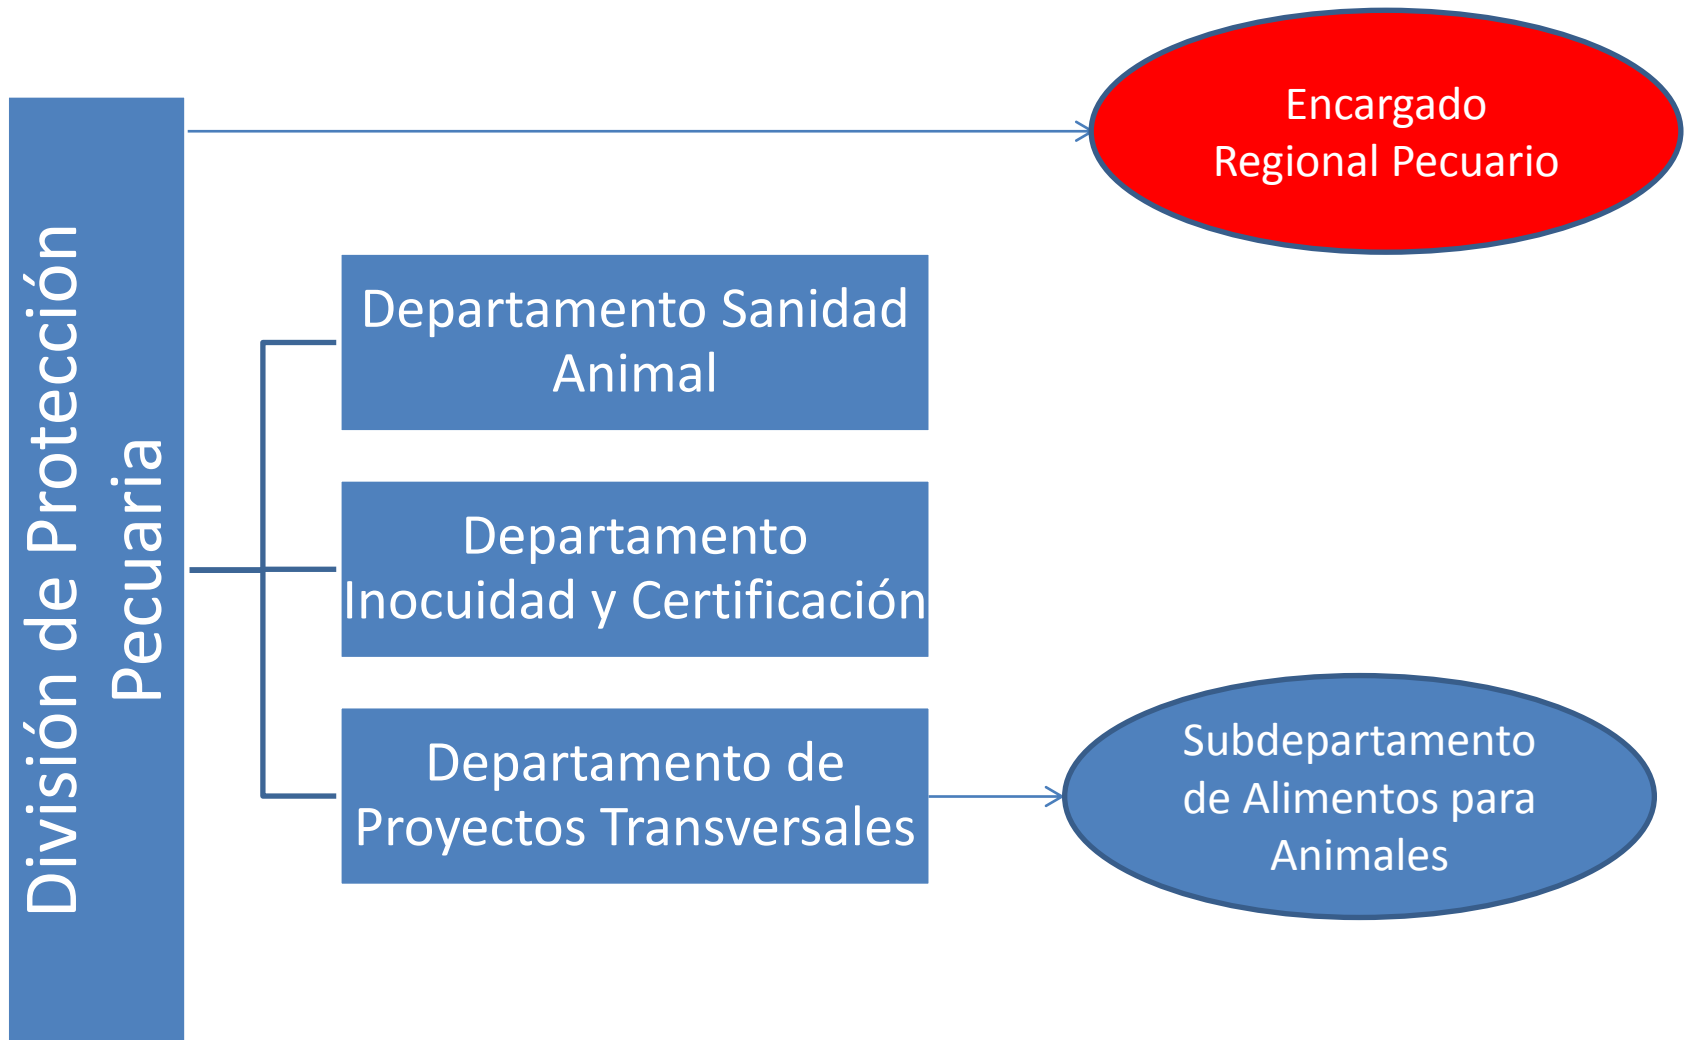 División de Protección
Pecuaria
Encargado
Regional Pecuario
Departamento Sanidad
Animal
Departamento
Inocuidad y Certificación
Departamento de
Proyectos Transversales
Subdepartamento
de Alimentos para
Animales